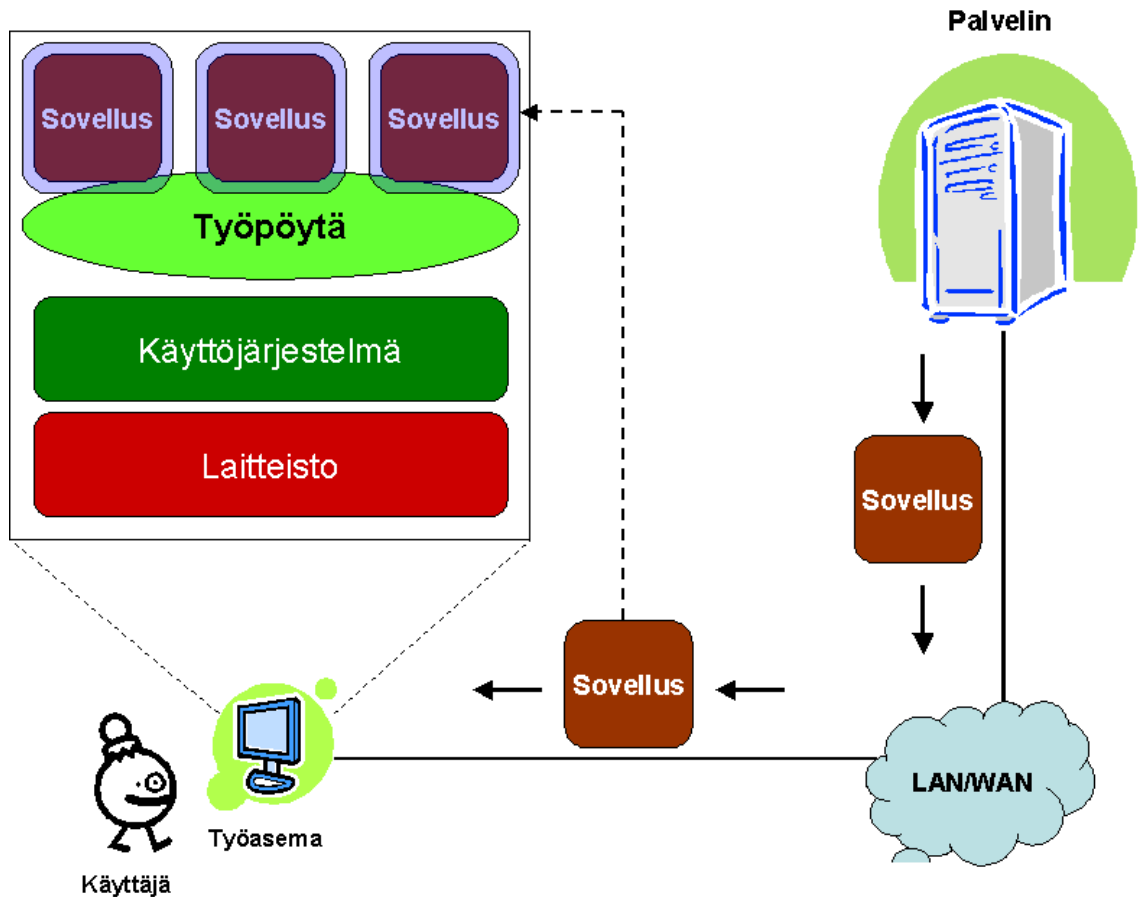 Palvelin
Sovellus
Sovellus
Sovellus
Työpöytä
Käyttöjärjestelmä
Laitteisto
Sovellus
Sovellus
LAN/WAN
Työasema
Käyttäjä